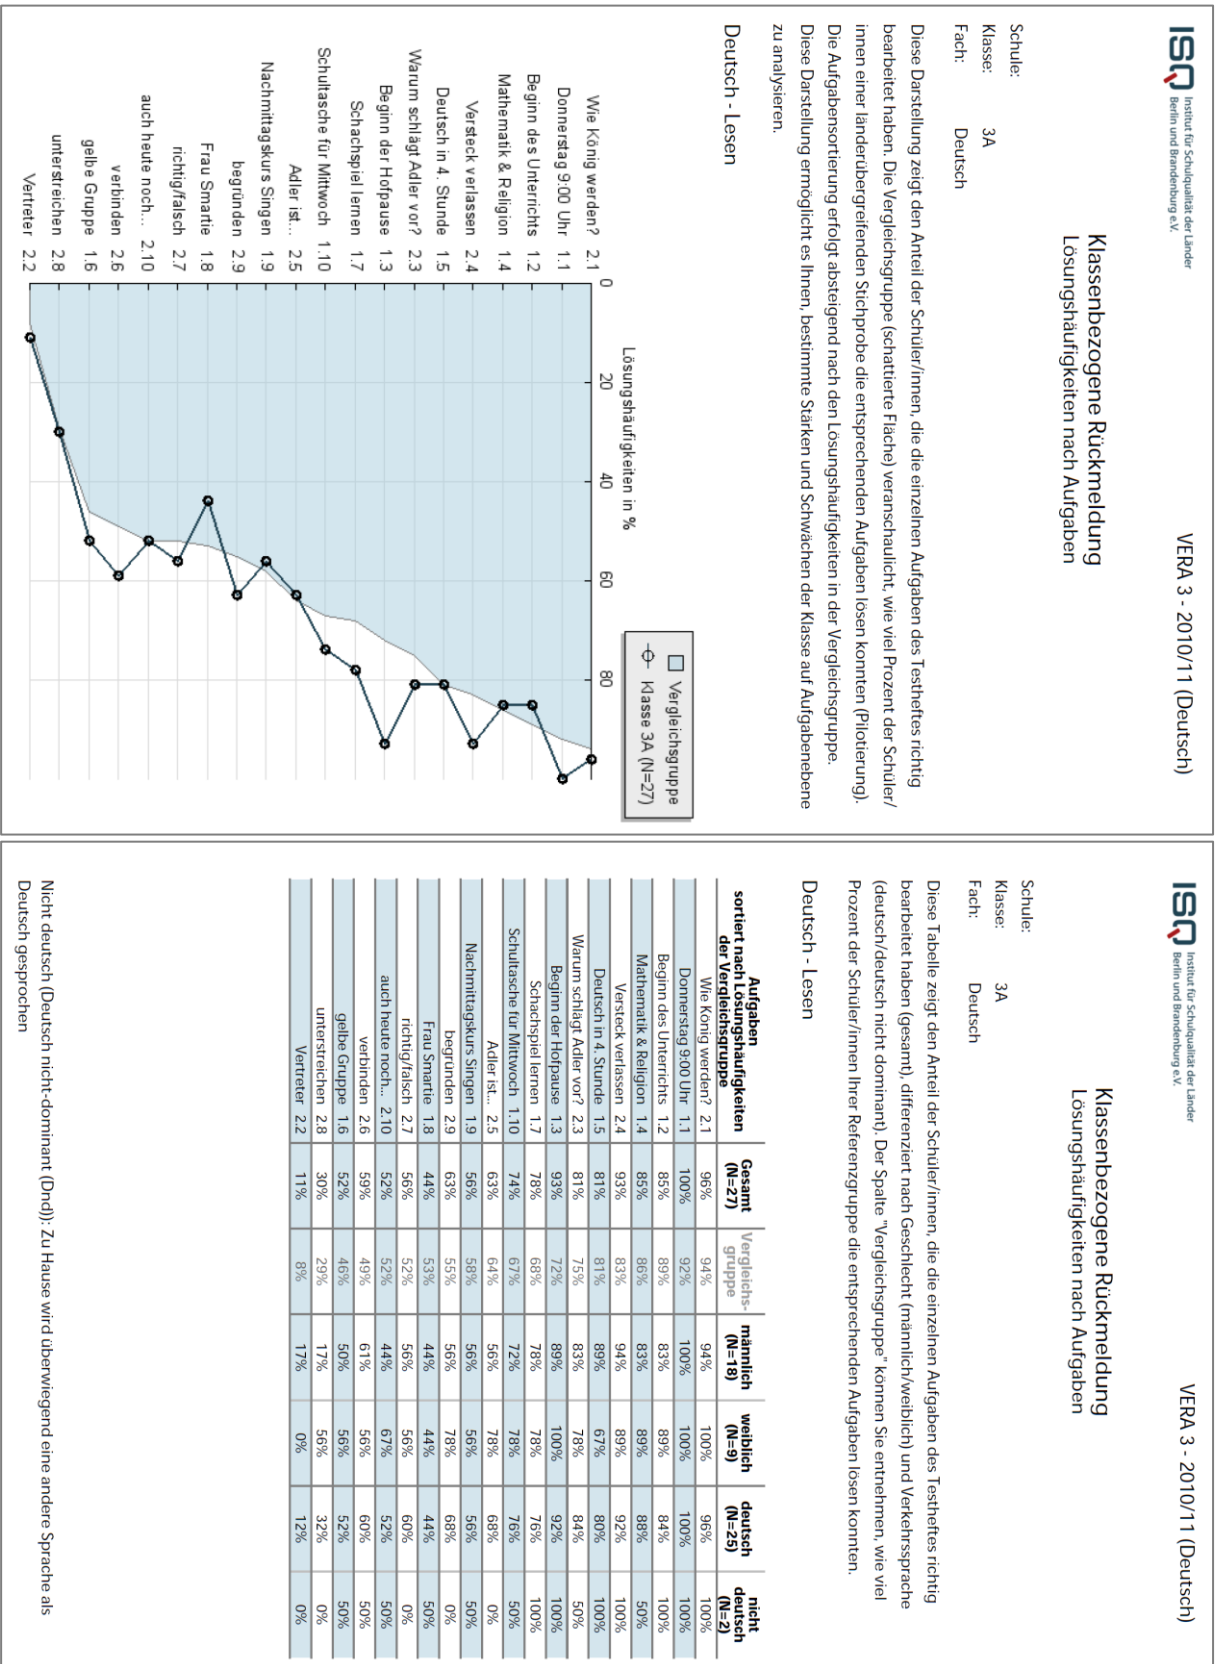 ISQ Institut für Schulqualität der Länder
Berlin und Brandenburg e.V.
VERA 3 - 2010/11 (Deutsch)
Klassenbezogene Rückmeldung
Lösungshäufigkeiten nach Aufgaben
Schule:
Klasse: 3A
Fach: Deutsch
Diese Darstellung zeigt den Anteil der Schüler/innen, die die einzelnen Aufgaben des Testheftes richtig
bearbeitet haben. Die Vergleichsgruppe (schattierte Fläche) veranschaulicht, wie viel Prozent der Schüler/
innen einer länderübergreifenden Stichprobe die entsprechenden Aufgaben lösen konnten (Pilotierung).
Die Aufgabensortierung erfolgt absteigend nach den Lösungshäufigkeiten in der Vergleichsgruppe.
Diese Darstellung ermöglicht es Ihnen, bestimmte Stärken und Schwächen der Klasse auf Aufgabenebene
zu analysieren.
Deutsch - Lesen
Vergleichsgruppe
Klasse 3A (N=27)
Lösungshäufigkeiten in %
0 20 40 60 80
Wie König werden? 2.1
Donnerstag 9:00 Uhr 1.1
Beginn des Unterrichts 1.2
Mathematik & Religion 1.4
Versteck verlassen 2.4
Deutsch in 4. Stunde 1.5
Warum schlägt Adler vor? 2.3
Beginn der Hofpause 1.3
Schachspiel lernen 1.7
Schultasche für Mittwoch 1.10
Adler ist... 2.5
Nachmittagskurs Singen 1.9
begründen 2.9
Frau Smartie 1.8
richtig/falsch 2.7
auch heute noch... 2.10
verbinden 2.6
gelbe Gruppe 1.6
unterstreichen 2.8
Vertreter 2.2
ISQ Institut für Schulqualität der Länder
Berlin und Brandenburg e.V.
VERA 3 - 2010/11 (Deutsch)
Klassenbezogene Rückmeldung
Lösungshäufigkeiten nach Aufgaben
Schule:
Klasse: 3A
Fach: Deutsch
Diese Tabelle zeigt den Anteil der Schüler/innen, die die einzelnen Aufgaben des Testheftes richtig
bearbeitet haben (gesamt), differenziert nach Geschlecht (männlich/weiblich) und Verkehrssprache
(deutsch/deutsch nicht dominant). Der Spalte "Vergleichsgruppe" können Sie entnehmen, wie viel
Prozent der Schüler/innen Ihrer Referenzgruppe die entsprechenden Aufgaben lösen konnten.
Deutsch - Lesen
Aufgaben Gesamt Vergleichs- männlich weiblich deutsch nicht
sortiert nach Lösungshäufigkeiten (N=27) gruppe (N=18) (N=9) (N=25) deutsch
der Vergleichsgruppe (N=2)
Wie König werden? 2.1 96% 94% 94% 100% 96% 100%
Donnerstag 9:00 Uhr 1.1 100% 92% 100% 100% 100% 100%
Beginn des Unterrichts 1.2 85% 89% 83% 89% 84% 100%
Mathematik & Religion 1.4 85% 86% 83% 89% 88% 50%
Versteck verlassen 2.4 93% 83% 94% 89% 92% 100%
Deutsch in 4. Stunde 1.5 81% 81% 89% 67% 80% 100%
Warum schlägt Adler vor? 2.3 81% 75% 83% 78% 84% 50%
Beginn der Hofpause 1.3 93% 72% 89% 100% 92% 100%
Schachspiel lernen 1.7 78% 68% 78% 78% 76% 100%
Schultasche für Mittwoch 1.10 74% 67% 72% 78% 76% 50%
Adler ist... 2.5 63% 64% 56% 78% 68% 0%
Nachmittagskurs Singen 1.9 56% 58% 56% 56% 56% 50%
begründen 2.9 63% 55% 56% 78% 68% 0%
Frau Smartie 1.8 44% 53% 44% 44% 44% 50%
richtig/falsch 2.7 56% 52% 56% 56% 60% 0%
auch heute noch... 2.10 52% 52% 44% 67% 52% 50%
verbinden 2.6 59% 49% 61% 56% 60% 50%
gelbe Gruppe 1.6 52% 46% 50% 56% 52% 50%
unterstreichen 2.8 30% 29% 17% 56% 32% 0%
Vertreter 2.2 11% 8% 17% 0% 12% 0%
Nicht deutsch (Deutsch nicht-dominant (Dnd)): Zu Hause wird überwiegend eine andere Sprache als
Deutsch gesprochen